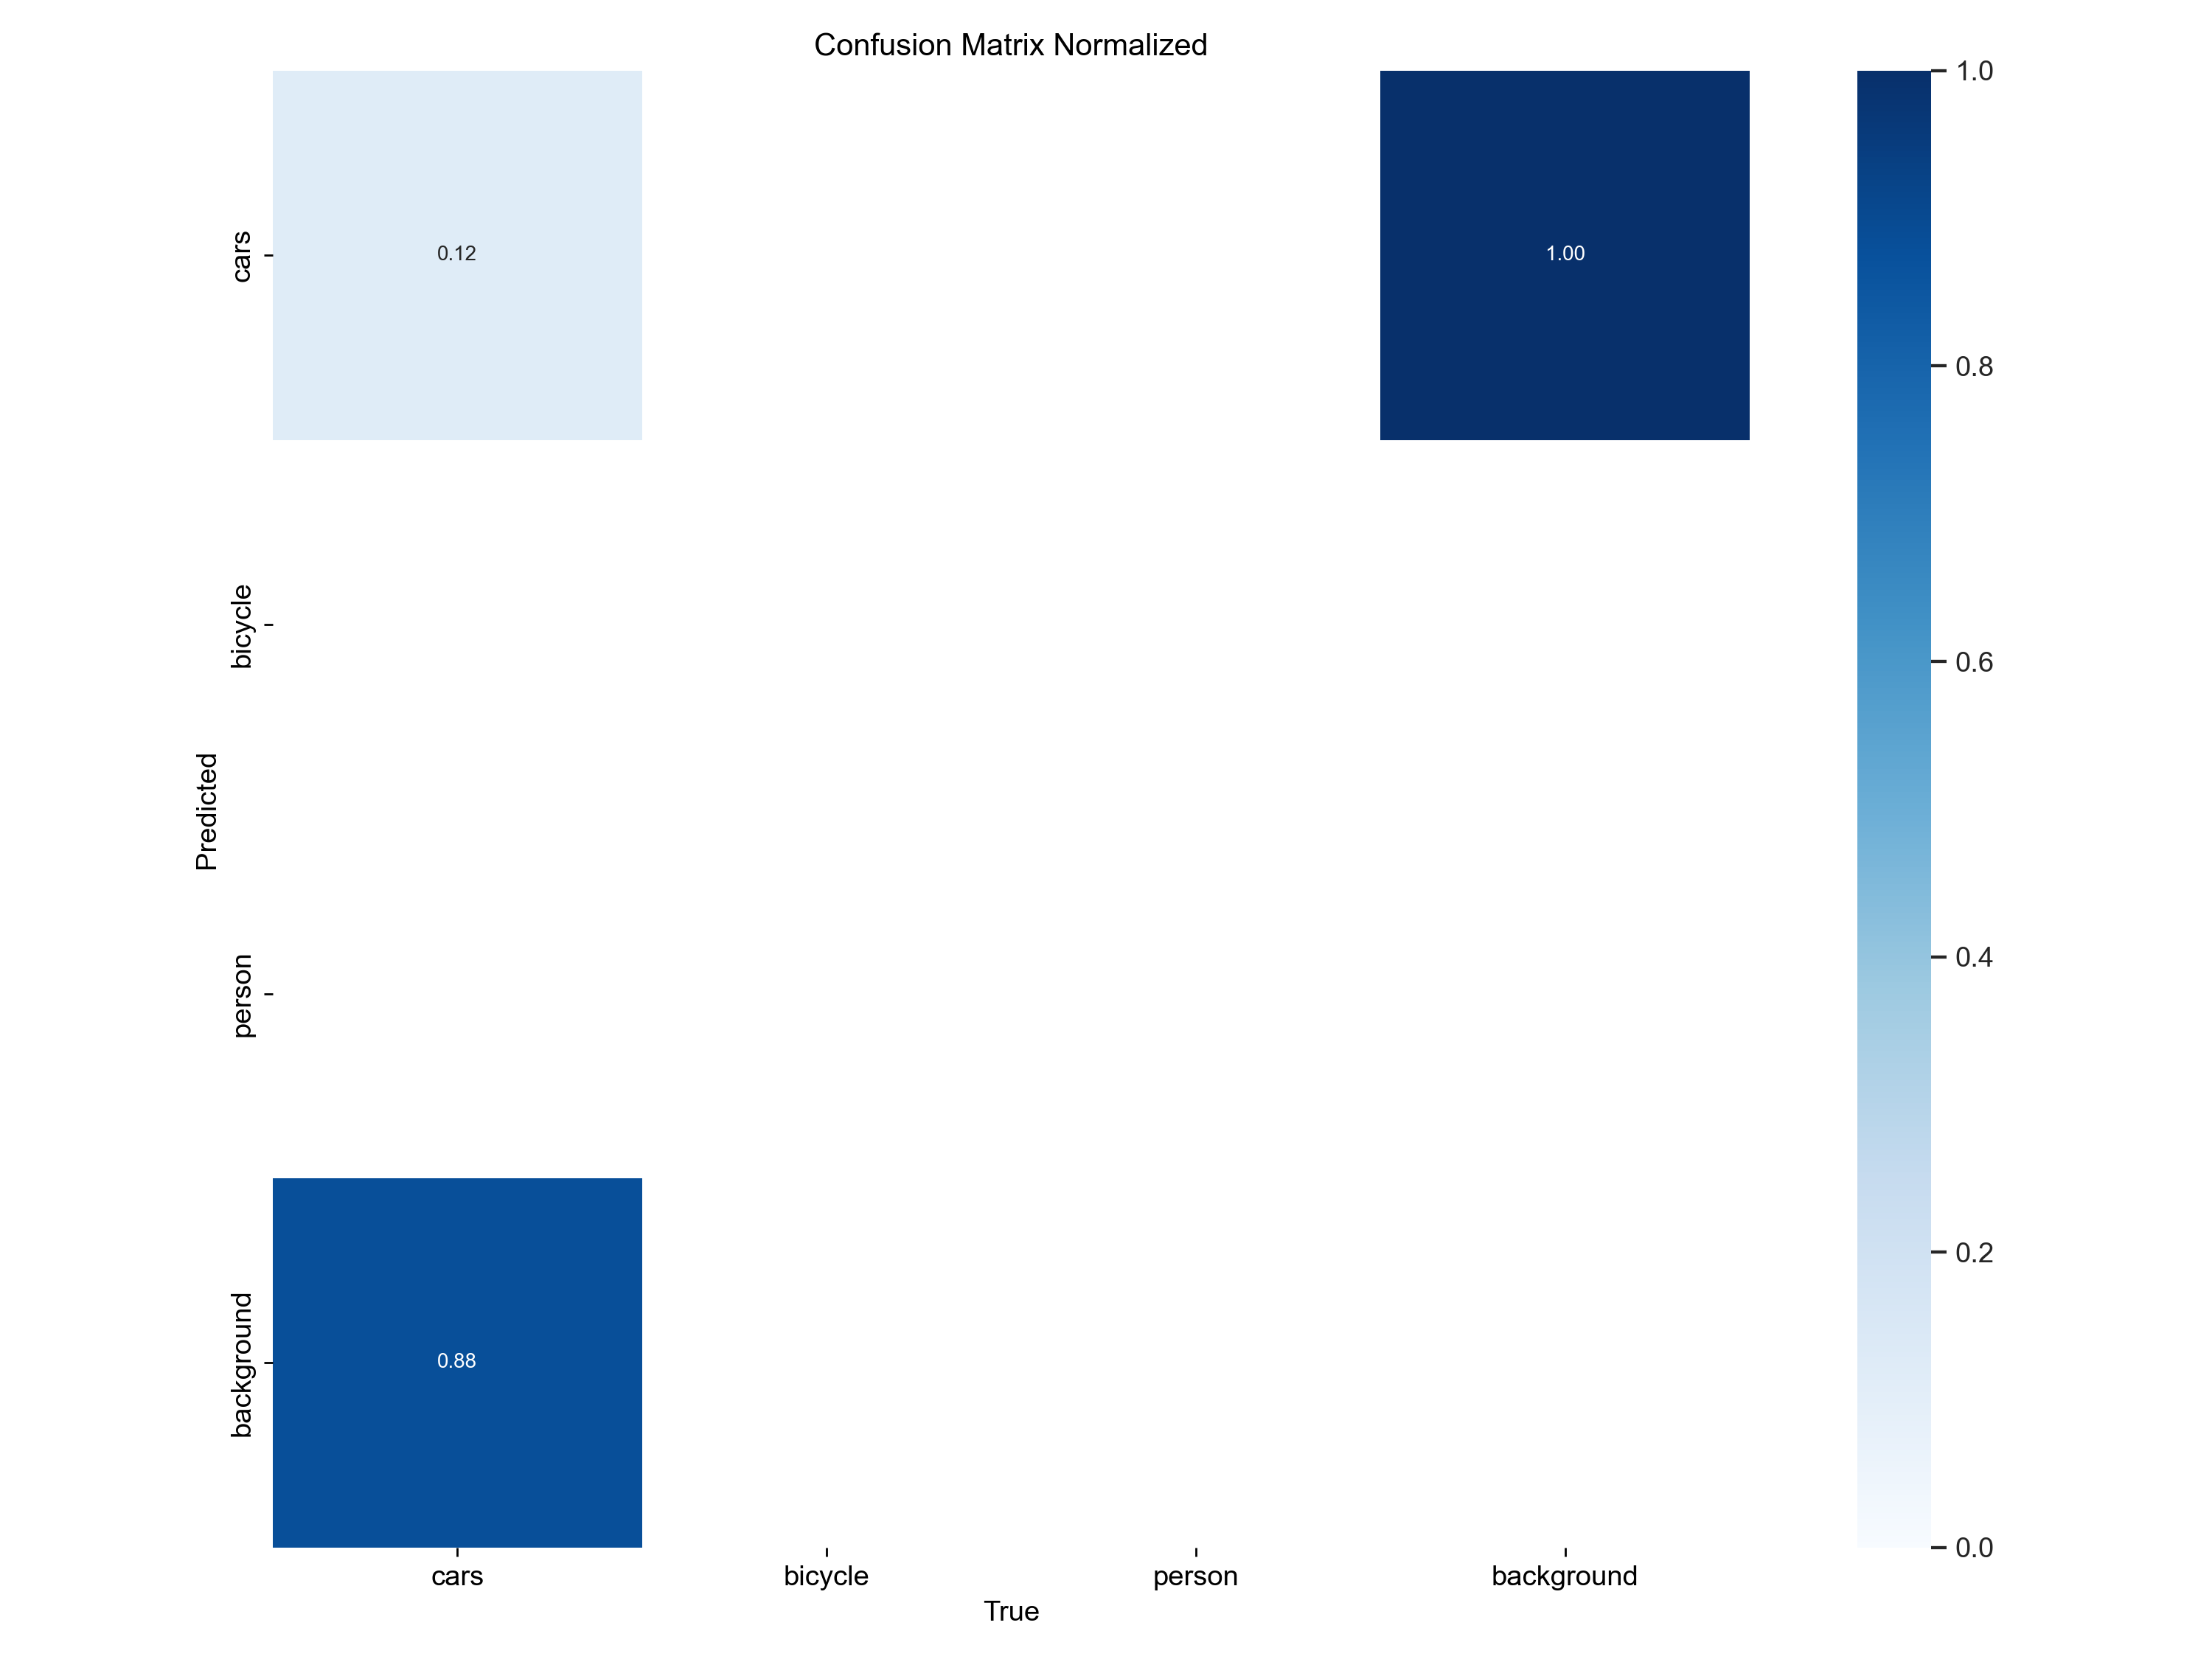 Confusion Matrix Normalized
1.0
cars
0.12
1.00
0.8
bicycle
0.6
Predicted
person
0.4
0.2
background
0.88
0.0
cars
bicycle
person
background
True